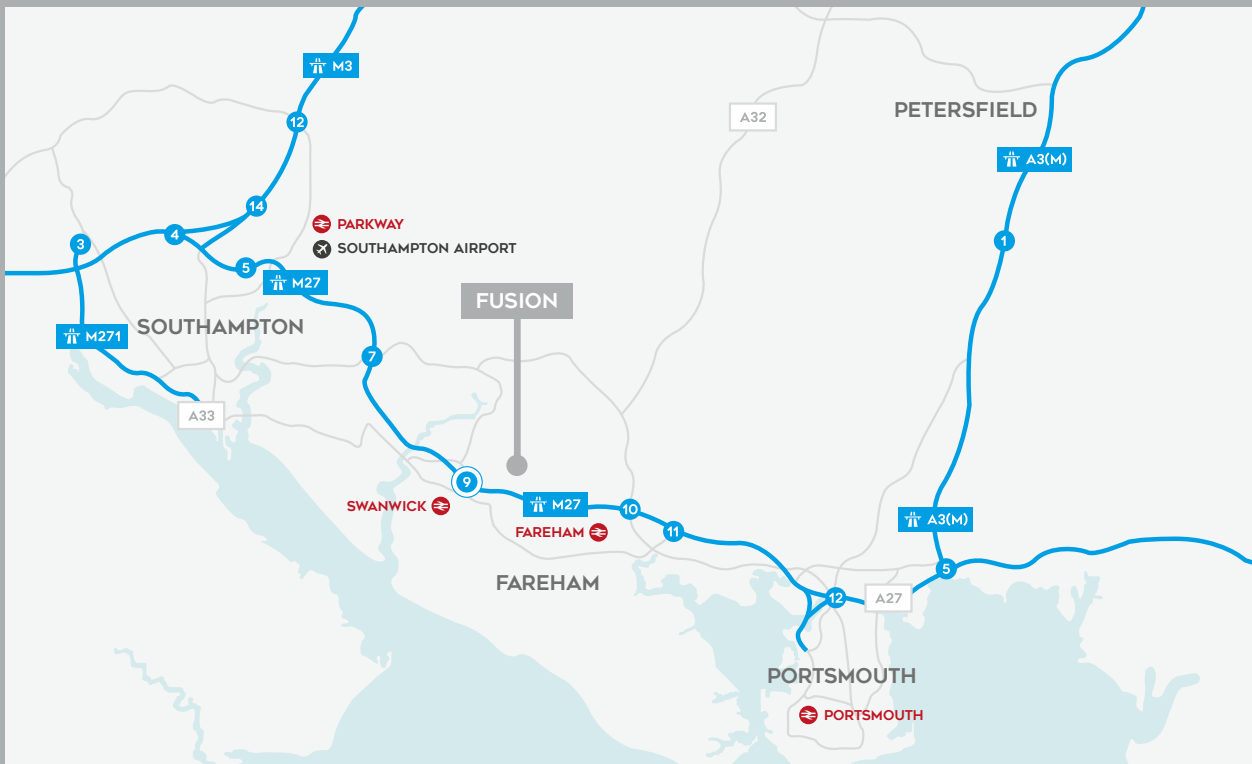 M3
12
A32
PETERSFIELD
A3(M)
14
PARKWAY
3
4
1
SOUTHAMPTON AIRPORT
5
M27
FUSION
SOUTHAMPTON
M271
7
A33
9
SWANWICK
M27
10
A3(M)
FAREHAM
11
5
FAREHAM
12
A27
PORTSMOUTH
PORTSMOUTH